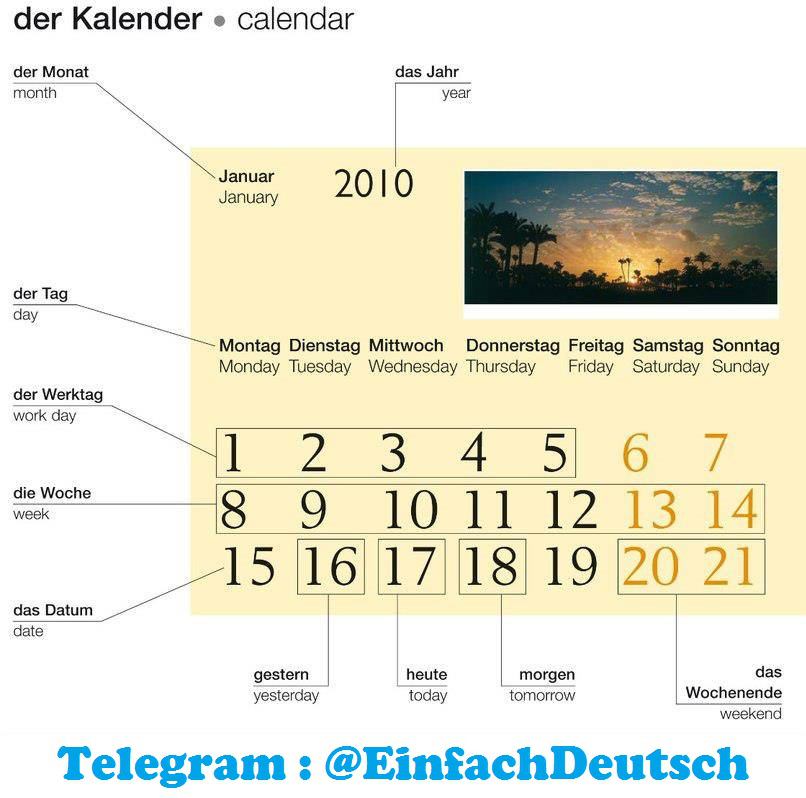 der Kalender • calendar
der Monat
month
das Jahr
year
Januar
January
2010
der Tag
day
Montag Dienstag Mittwoch Donnerstag Freitag Samstag Sonntag
Monday Tuesday Wednesday Thursday Friday Saturday Sunday
der Werktag
work day
1 2 3 4 5 6 7
die Woche
week
8 9 10 11 12 13 14
15 16 17 18 19 20 21
das Datum
date
gestern
yesterday
heute
today
morgen
tomorrow
das
Wochenende
weekend
Telegram : @EinfachDeutsch